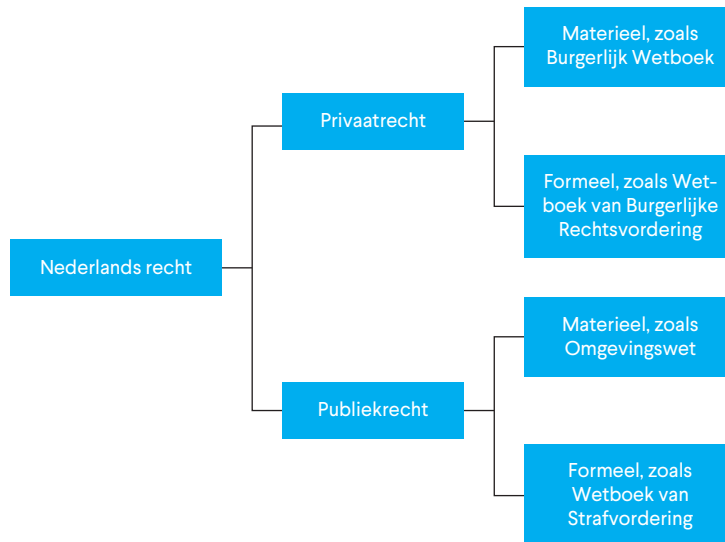 Materieel, zoals
Burgerlijk Wetboek
Privaatrecht
Formeel, zoals Wet-
boek van Burgerlijke
Rechtsvordering
Nederlands recht
Materieel, zoals
Omgevingswet
Publiekrecht
Formeel, zoals
Wetboek van
Strafvordering